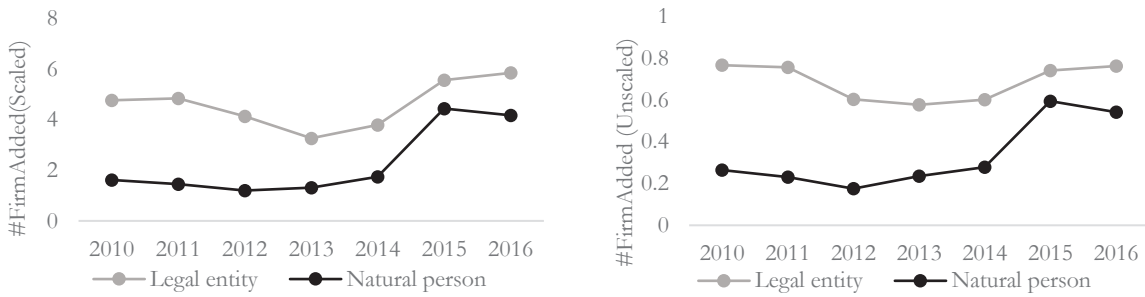 #FirmAdded(Scaled)
8
6
4
2
0
2010 2011 2012 2013 2014 2015 2016
Legal entity Natural person
#FirmAdded (Unscaled)
1
0.8
0.6
0.4
0.2
0
2010 2011 2012 2013 2014 2015 2016
Legal entity Natural person